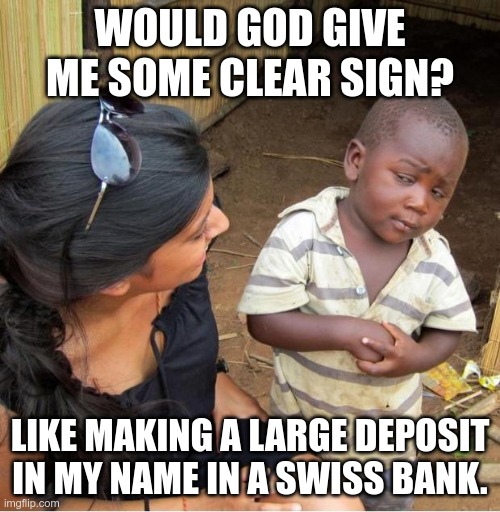 WOULD GOD GIVE
ME SOME CLEAR SIGN?
LIKE MAKING A LARGE DEPOSIT
IN MY NAME IN A SWISS BANK.
imgflip.com